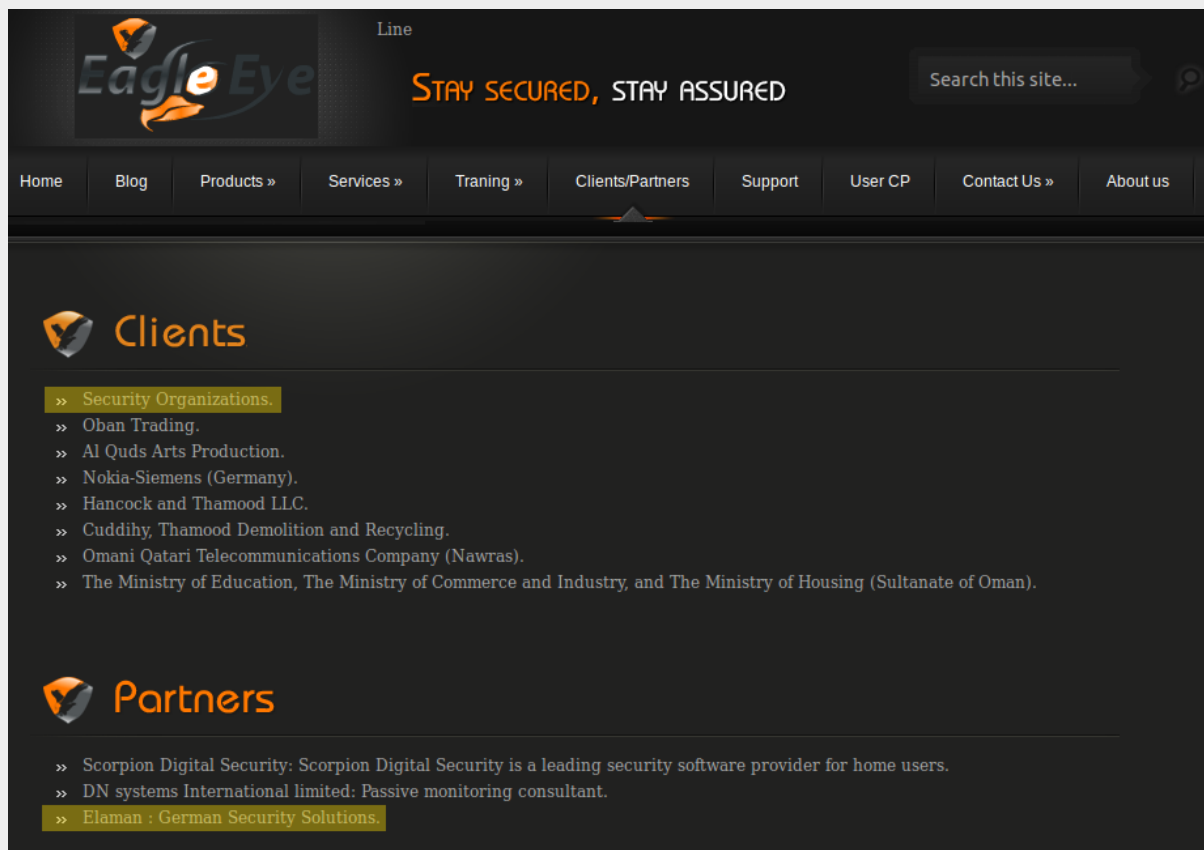 Line
Eagle Eye
STAY SECURED, STAY ASSURED
Search this site...
Home Blog Products » Services » Traning » Clients/Partners Support User CP Contact Us » About us
Clients
» Security Organizations.
» Oban Trading.
» Al Quds Arts Production.
» Nokia-Siemens (Germany).
» Hancock and Thamood LLC.
» Cuddihy, Thamood Demolition and Recycling.
» Omani Qatari Telecommunications Company (Nawras).
» The Ministry of Education, The Ministry of Commerce and Industry, and The Ministry of Housing (Sultanate of Oman).
Partners
» Scorpion Digital Security: Scorpion Digital Security is a leading security software provider for home users.
» DN systems International limited: Passive monitoring consultant.
» Elaman : German Security Solutions.